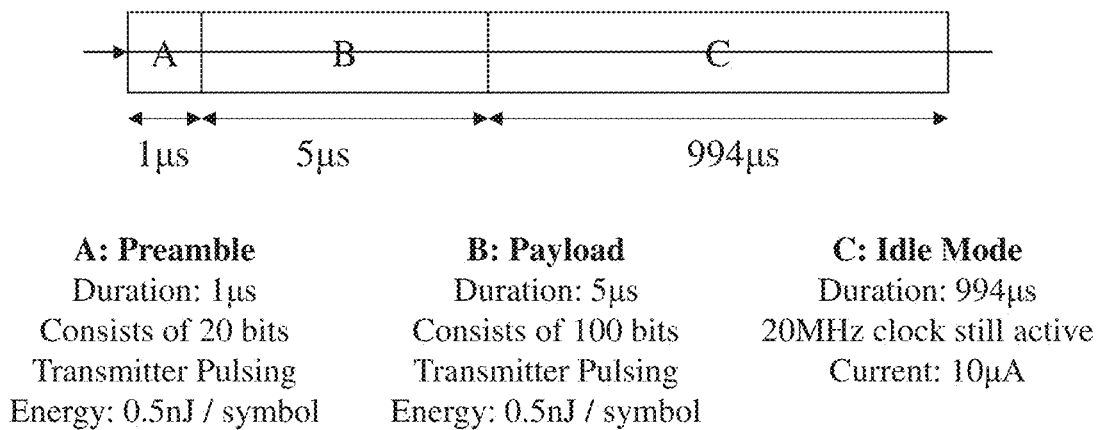 A B C
1µs 5µs 994µs
A: Preamble
Duration: 1µs
Consists of 20 bits
Transmitter Pulsing
Energy: 0.5nJ / symbol
B: Payload
Duration: 5µs
Consists of 100 bits
Transmitter Pulsing
Energy: 0.5nJ / symbol
C: Idle Mode
Duration: 994µs
20MHz clock still active
Current: 10µA